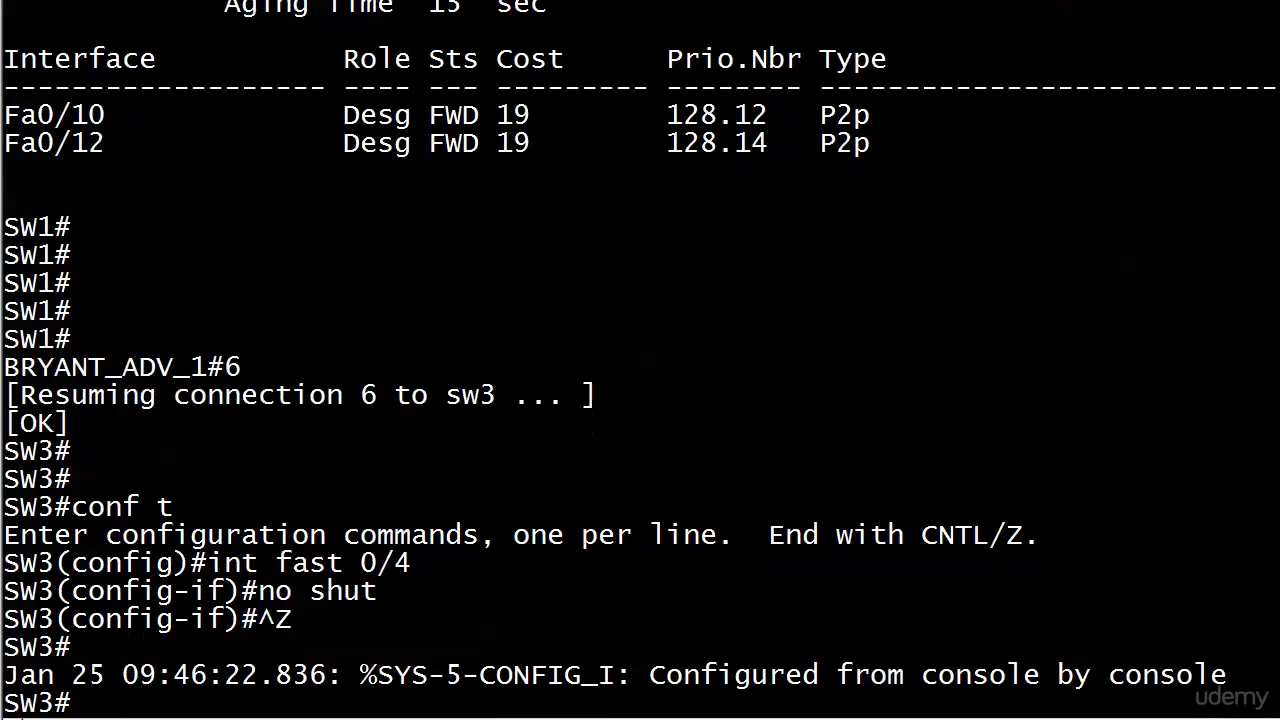 Aging Time  15  sec
Interface           Role Sts Cost      Prio.Nbr Type
------------------- ---- --- --------- -------- ---------------------------
Fa0/10              Desg FWD 19        128.12   P2p
Fa0/12              Desg FWD 19        128.14   P2p
SW1#
SW1#
SW1#
SW1#
SW1#
BRYANT_ADV_1#6
[Resuming connection 6 to sw3 ... ]
[OK]
SW3#
SW3#
SW3#conf t
Enter configuration commands, one per line.  End with CNTL/Z.
SW3(config)#int fast 0/4
SW3(config-if)#no shut
SW3(config-if)#^Z
SW3#
Jan 25 09:46:22.836: %SYS-5-CONFIG_I: Configured from console by console
SW3#
udemy